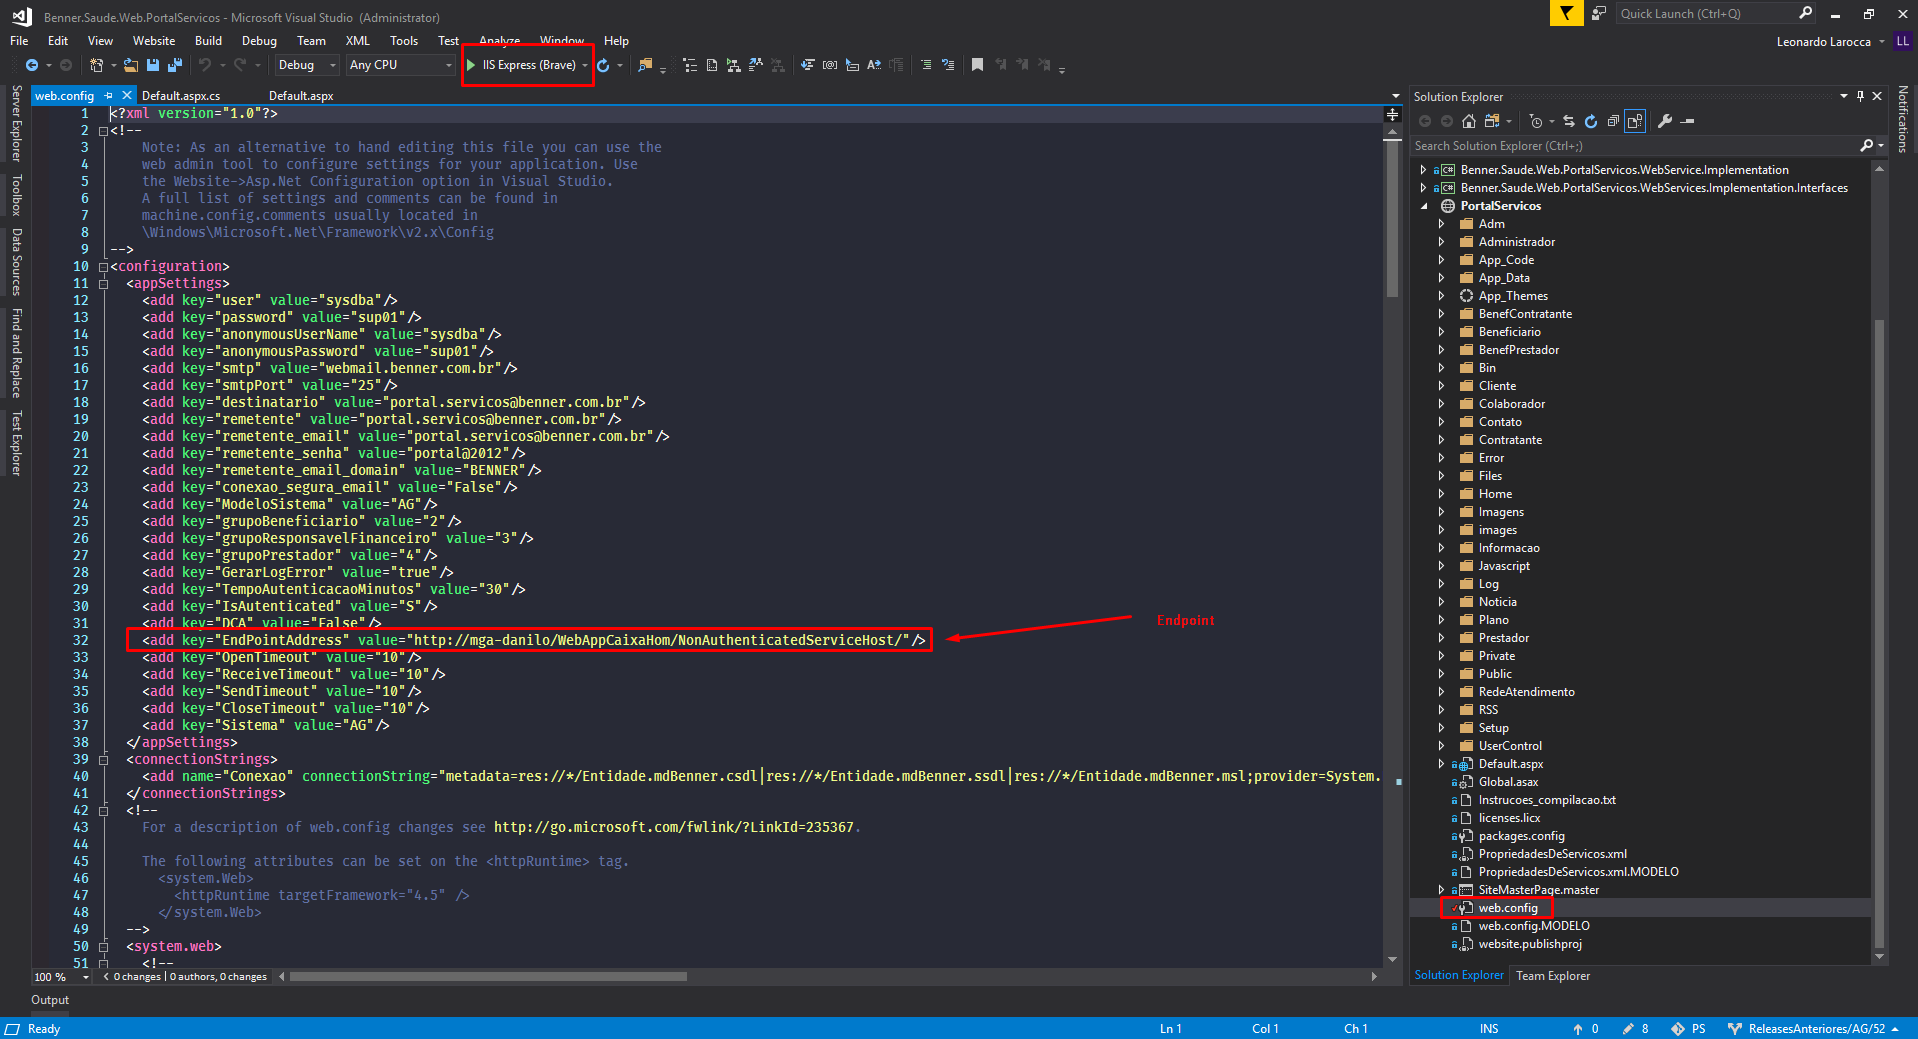 Benner.Saude.Web.PortalServicos - Microsoft Visual Studio (Administrator)
Quick Launch (Ctrl+Q)
File Edit View Website Build Debug Team XML Tools Test Analyze Window Help
Leonardo Larocca LL
Debug Any CPU IIS Express (Brave)
web.config Default.aspx.cs Default.aspx
Server Explorer
Toolbox
Data Sources
Find and Replace
Test Explorer
1 <?xml version="1.0"?>
2 <!--
3 Note: As an alternative to hand editing this file you can use the
4 web admin tool to configure settings for your application. Use
5 the Website->Asp.Net Configuration option in Visual Studio.
6 A full list of settings and comments can be found in
7 machine.config.comments usually located in
8 \Windows\Microsoft.Net\Framework\v2.x\Config
9 -->
10 <configuration>
11 <appSettings>
12 <add key="user" value="sysdba"/>
13 <add key="password" value="sup01"/>
14 <add key="anonymousUserName" value="sysdba"/>
15 <add key="anonymousPassword" value="sup01"/>
16 <add key="smtp" value="webmail.benner.com.br"/>
17 <add key="smtpPort" value="25"/>
18 <add key="destinatario" value="portal.servicos@benner.com.br"/>
19 <add key="remetente" value="portal.servicos@benner.com.br"/>
20 <add key="remetente_email" value="portal.servicos@benner.com.br"/>
21 <add key="remetente_senha" value="portal@2012"/>
22 <add key="remetente_email_domain" value="BENNER"/>
23 <add key="conexao_segura_email" value="False"/>
24 <add key="ModeloSistema" value="AG"/>
25 <add key="grupoBeneficiario" value="2"/>
26 <add key="grupoResponsavelFinanceiro" value="3"/>
27 <add key="grupoPrestador" value="4"/>
28 <add key="GerarLogError" value="true"/>
29 <add key="TempoAutenticacaoMinutos" value="30"/>
30 <add key="IsAutenticated" value="S"/>
31 <add key="DCA" value="False"/>
32 <add key="EndPointAddress" value="http://mga-danilo/WebAppCaixaHom/NonAuthenticatedServiceHost/"/>
Endpoint
33 <add key="OpenTimeout" value="10"/>
34 <add key="ReceiveTimeout" value="10"/>
35 <add key="SendTimeout" value="10"/>
36 <add key="CloseTimeout" value="10"/>
37 <add key="Sistema" value="AG"/>
38 </appSettings>
39 <connectionStrings>
40 <add name="Conexao" connectionString="metadata=res://*/Entidade.mdBenner.csdl|res://*/Entidade.mdBenner.ssdl|res://*/Entidade.mdBenner.msl;provider=System.
41 </connectionStrings>
42 <!--
43 For a description of web.config changes see http://go.microsoft.com/fwlink/?LinkId=235367.
44
45 The following attributes can be set on the <httpRuntime> tag.
46 <system.Web>
47 <httpRuntime targetFramework="4.5" />
48 </system.Web>
49 -->
50 <system.web>
51 <!--
100 % 0 changes | 0 authors, 0 changes
Solution Explorer
Search Solution Explorer (Ctrl+;)
Benner.Saude.Web.PortalServicos.WebService.Implementation
Benner.Saude.Web.PortalServicos.WebServices.Implementation.Interfaces
PortalServicos
Adm
Administrador
App_Code
App_Data
App_Themes
BenefContratante
Beneficiario
BenefPrestador
Bin
Cliente
Colaborador
Contato
Contratante
Error
Files
Home
Imagens
images
Informacao
Javascript
Log
Noticia
Plano
Prestador
Private
Public
RedeAtendimento
RSS
Setup
UserControl
Default.aspx
Global.asax
Instrucoes_compilacao.txt
licenses.licx
packages.config
PropriedadesDeServicos.xml
PropriedadesDeServicos.xml.MODELO
SiteMasterPage.master
web.config
web.config.MODELO
website.publishproj
Solution Explorer Team Explorer
Notifications
Output
Ready Ln 1 Col 1 Ch 1 INS 0 8 PS ReleasesAnteriores/AG/52